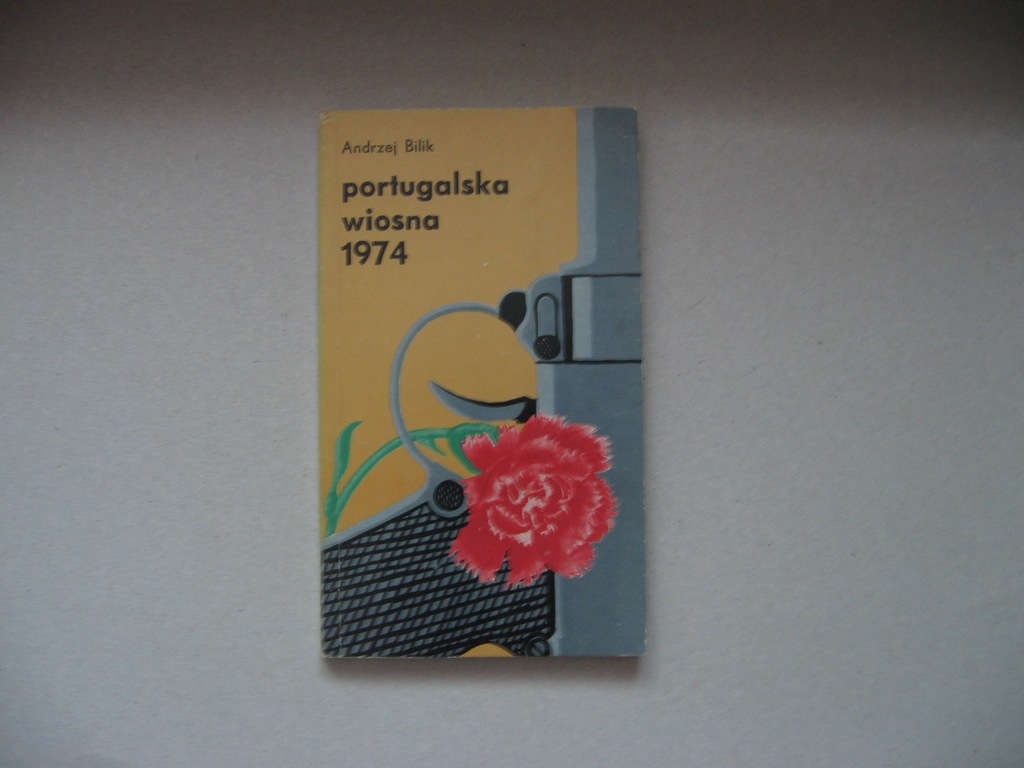 Andrzej Bilik
portugalska
wiosna
1974